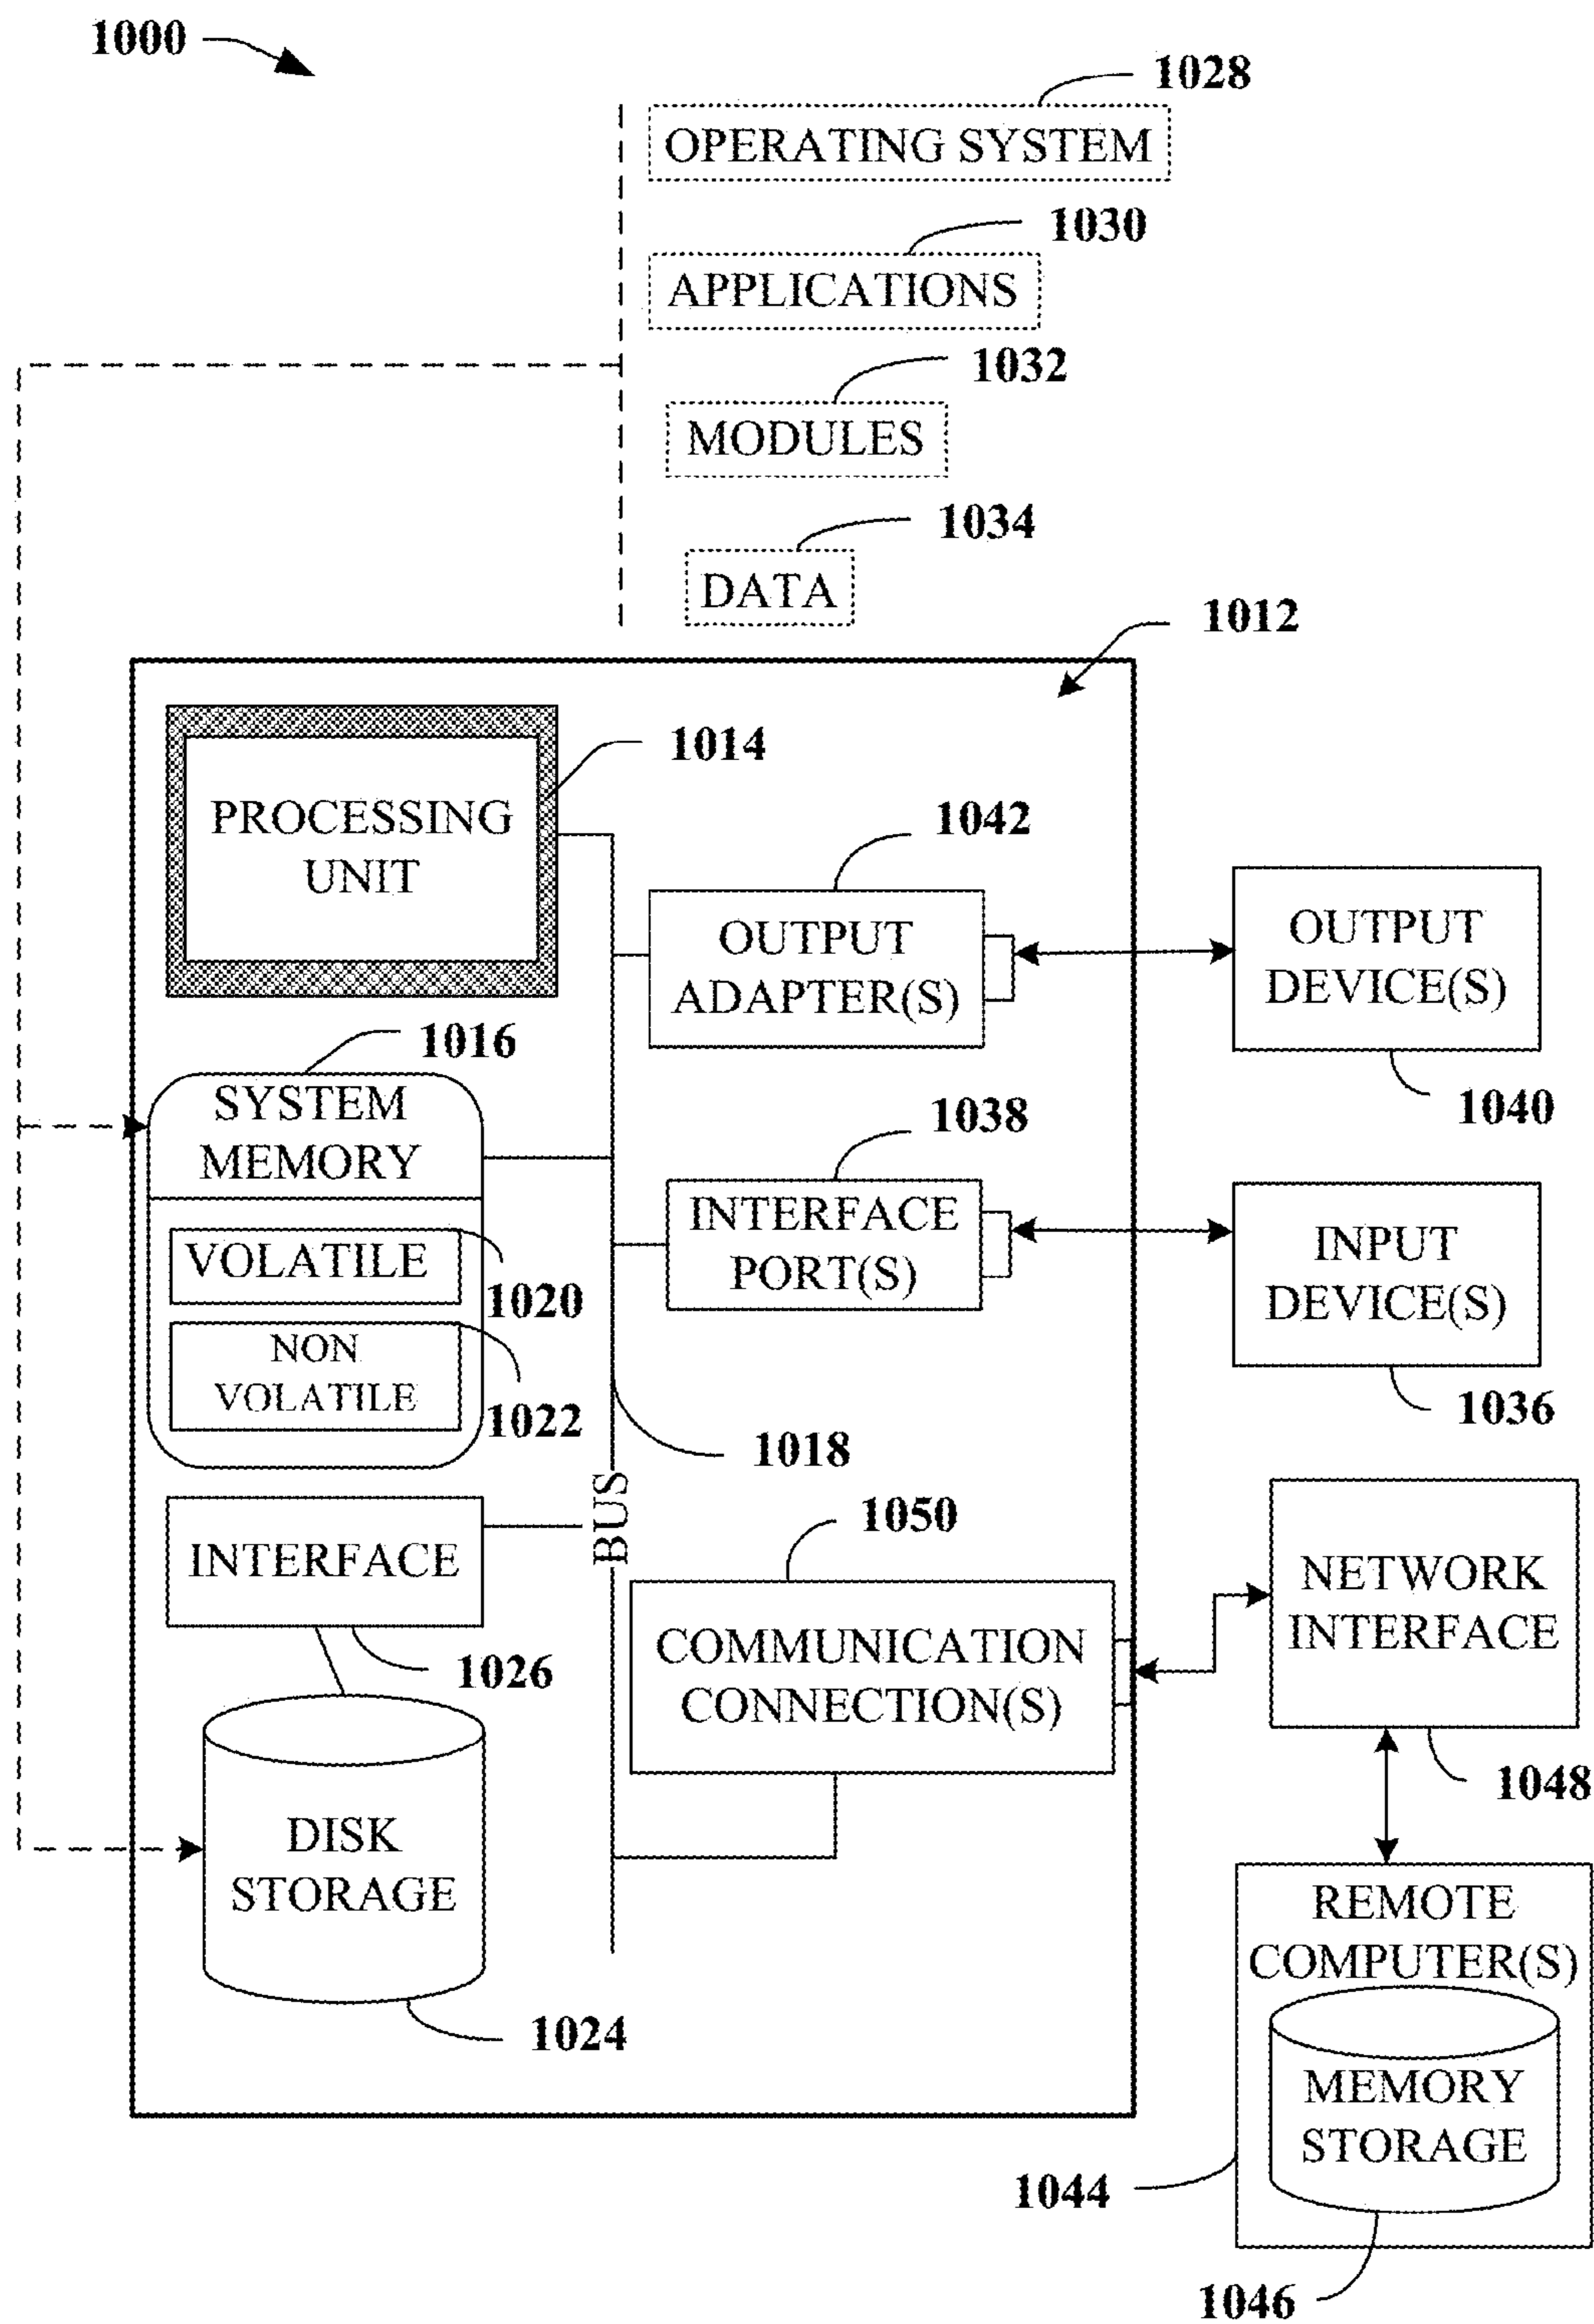 1000
1028
OPERATING SYSTEM
1030
APPLICATIONS
1032
MODULES
1034
DATA
1012
1014
PROCESSING
UNIT
1042
OUTPUT
ADAPTER(S)
OUTPUT
DEVICE(S)
1040
1016
SYSTEM
MEMORY
VOLATILE
1020
NON
VOLATILE
1022
1038
INTERFACE
PORT(S)
INPUT
DEVICE(S)
1036
1018
BUS
INTERFACE
1026
1050
COMMUNICATION
CONNECTION(S)
NETWORK
INTERFACE
1048
DISK
STORAGE
1024
REMOTE
COMPUTER(S)
MEMORY
STORAGE
1044
1046